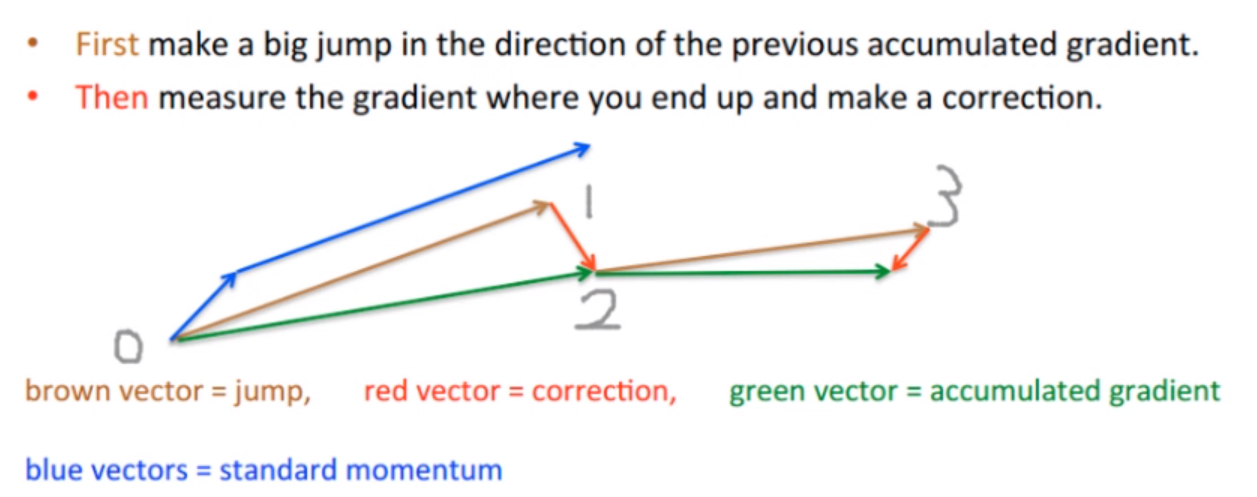 • First make a big jump in the direction of the previous accumulated gradient.
• Then measure the gradient where you end up and make a correction.
3
1
2
0
brown vector = jump, red vector = correction, green vector = accumulated gradient
blue vectors = standard momentum